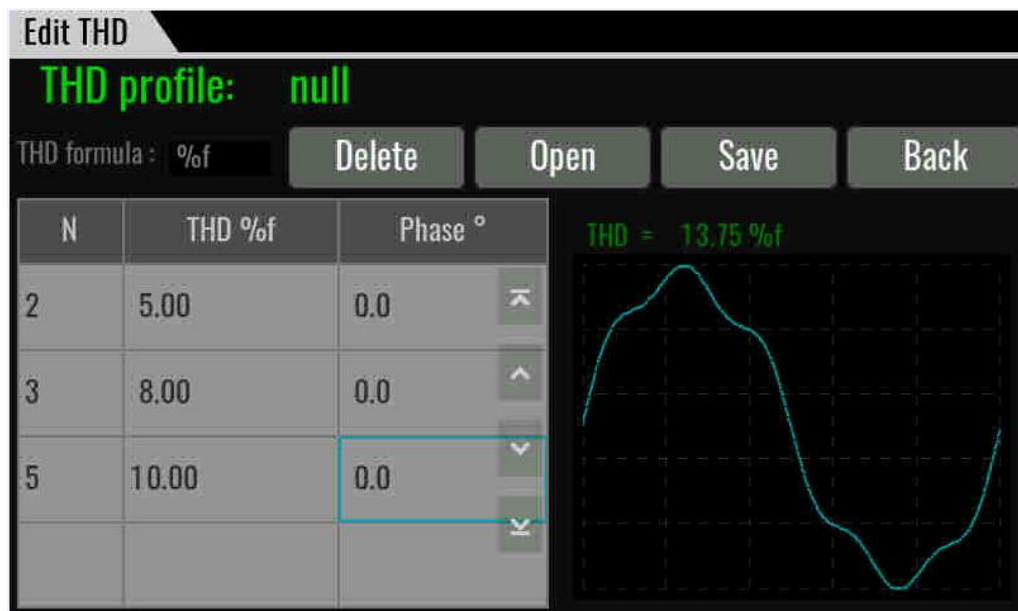 Edit THD
THD profile: null
THD formula : %f Delete Open Save Back
N THD %f Phase °
2 5.00 0.0
3 8.00 0.0
5 10.00 0.0
THD = 13.75 %f